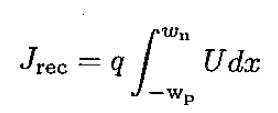 J_rec = q ∫_{-w_p}^{w_n} U dx